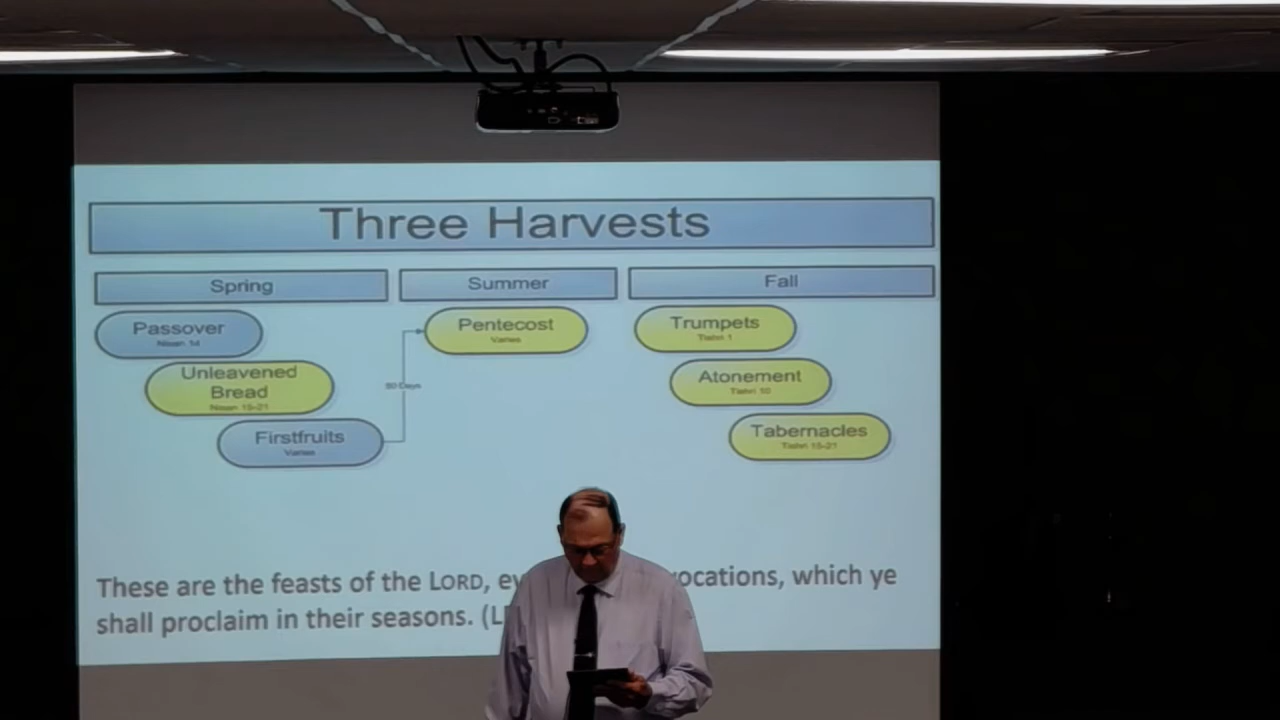 Three Harvests
Spring
Summer
Fall
Passover
Nisan 14
Unleavened
Bread
Nisan 15-21
Firstfruits
Varies
50 Days
Pentecost
Varies
Trumpets
Tishri 1
Atonement
Tishri 10
Tabernacles
Tishri 15-21
These are the feasts of the LORD, ev vocations, which ye
shall proclaim in their seasons. (L